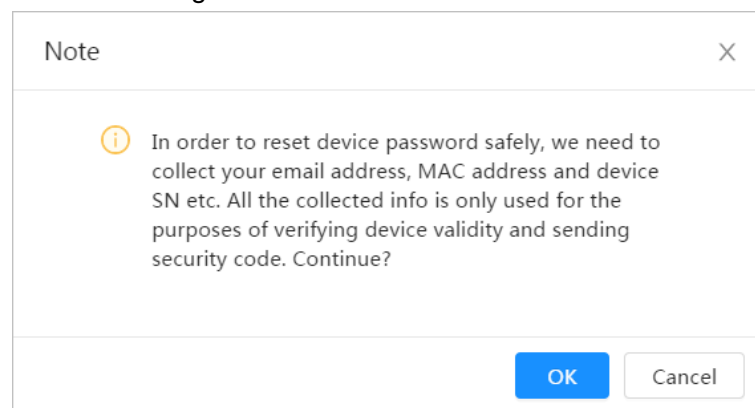 Note
In order to reset device password safely, we need to
collect your email address, MAC address and device
SN etc. All the collected info is only used for the
purposes of verifying device validity and sending
security code. Continue?
OK
Cancel